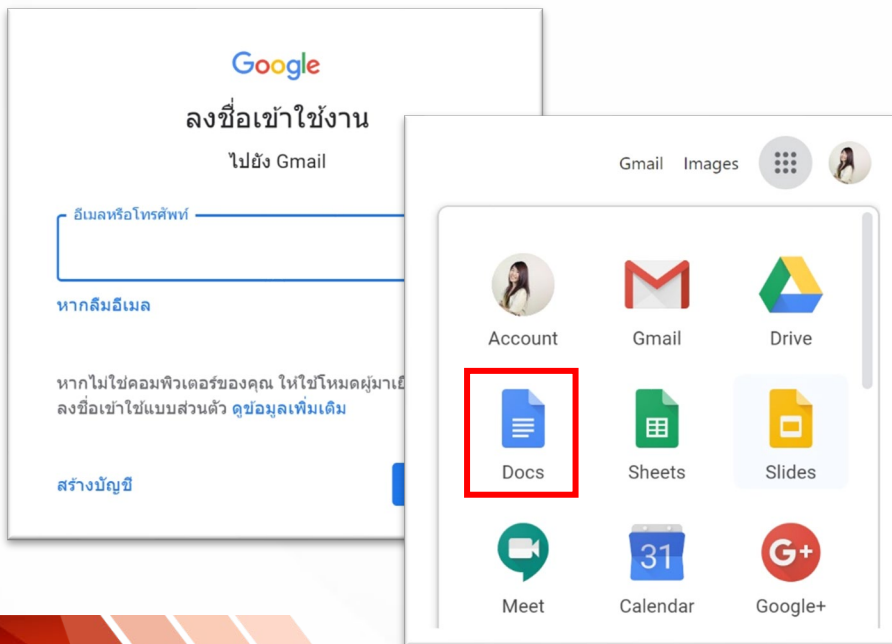 Google
ลงชื่อเข้าใช้งาน
ไปยัง Gmail
อีเมลหรือโทรศัพท์
หากลืมอีเมล
หากไม่ใช่คอมพิวเตอร์ของคุณ ให้ใช้โหมดผู้มาเยี
ลงชื่อเข้าใช้แบบส่วนตัว ดูข้อมูลเพิ่มเติม
สร้างบัญชี
Gmail Images
Account Gmail Drive
Docs Sheets Slides
31
G+
Meet Calendar Google+